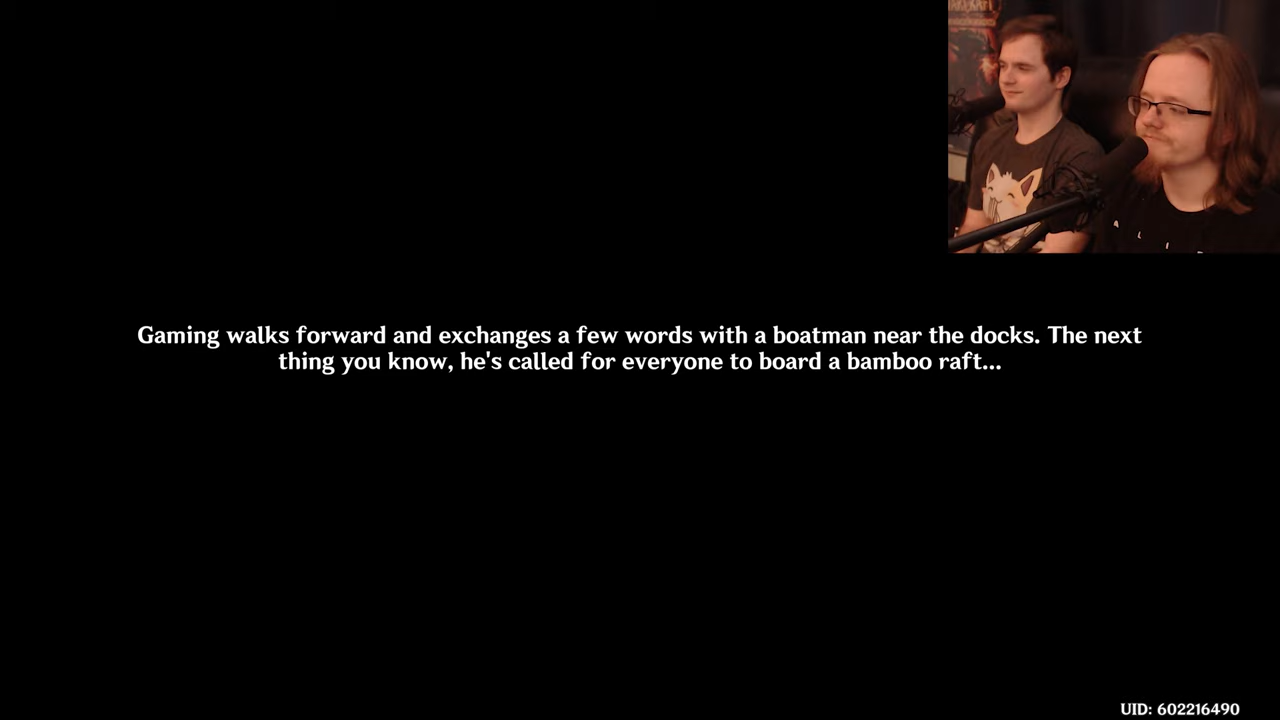 Gaming walks forward and exchanges a few words with a boatman near the docks. The next
thing you know, he's called for everyone to board a bamboo raft...
UID: 602216490